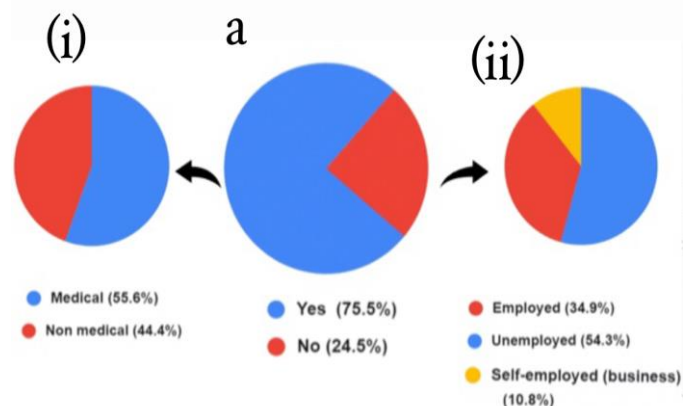 (i)
a
(ii)
Medical (55.6%)
Non medical (44.4%)
Yes (75.5%)
No (24.5%)
Employed (34.9%)
Unemployed (54.3%)
Self-employed (business)
(10.8%)